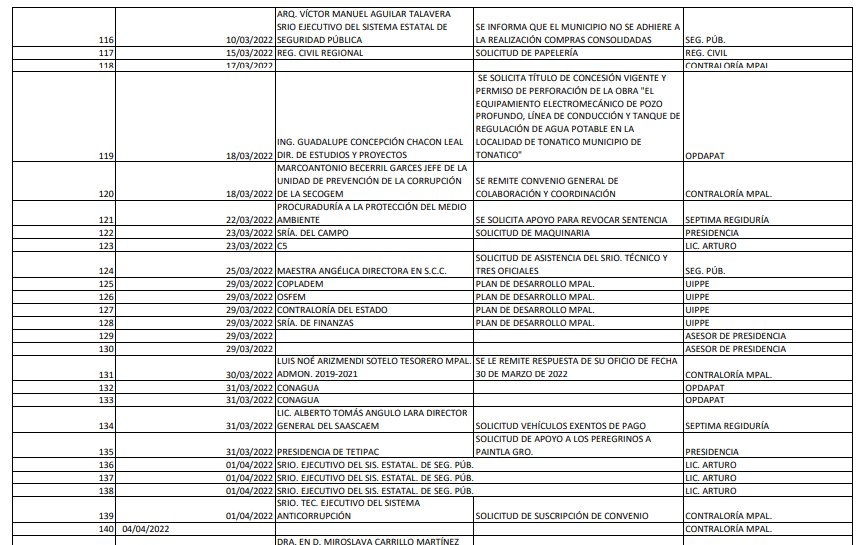 ARQ. VÍCTOR MANUEL AGUILAR TALAVERA
SRIO EJECUTIVO DEL SISTEMA ESTATAL DE SE INFORMA QUE EL MUNICIPIO NO SE ADHIERE A
116 10/03/2022 SEGURIDAD PÚBLICA LA REALIZACIÓN COMPRAS CONSOLIDADAS SEG. PÚB.
117 15/03/2022 REG. CIVIL REGIONAL SOLICITUD DE PAPELERÍA REG. CIVIL
118 17/03/2022 CONTRALORÍA MPAL.
SE SOLICITA TÍTULO DE CONCESIÓN VIGENTE Y
PERMISO DE PERFORACIÓN DE LA OBRA "EL
EQUIPAMIENTO ELECTROMECÁNICO DE POZO
PROFUNDO, LÍNEA DE CONDUCCIÓN Y TANQUE DE
REGULACIÓN DE AGUA POTABLE EN LA
ING. GUADALUPE CONCEPCIÓN CHACON LEAL LOCALIDAD DE TONATICO MUNICIPIO DE
119 18/03/2022 DIR. DE ESTUDIOS Y PROYECTOS TONATICO" OPDAPAT
MARCOANTONIO BECERRIL GARCES JEFE DE LA
UNIDAD DE PREVENCIÓN DE LA CORRUPCIÓN SE REMITE CONVENIO GENERAL DE
120 18/03/2022 DE LA SECOGEM COLABORACIÓN Y COORDINACIÓN CONTRALORÍA MPAL.
PROCURADURÍA A LA PROTECCIÓN DEL MEDIO
121 22/03/2022 AMBIENTE SE SOLICITA APOYO PARA REVOCAR SENTENCIA SEPTIMA REGIDURÍA
122 23/03/2022 SRÍA. DEL CAMPO SOLICITUD DE MAQUINARIA PRESIDENCIA
123 23/03/2022 C5 LIC. ARTURO
SOLICITUD DE ASISTENCIA DEL SRIO. TÉCNICO Y
124 25/03/2022 MAESTRA ANGÉLICA DIRECTORA EN S.C.C. TRES OFICIALES SEG. PÚB.
125 29/03/2022 COPLADEM PLAN DE DESARROLLO MPAL. UIPPE
126 29/03/2022 OSFEM PLAN DE DESARROLLO MPAL. UIPPE
127 29/03/2022 CONTRALORÍA DEL ESTADO PLAN DE DESARROLLO MPAL. UIPPE
128 29/03/2022 SRÍA. DE FINANZAS PLAN DE DESARROLLO MPAL. UIPPE
129 29/03/2022 ASESOR DE PRESIDENCIA
130 29/03/2022 ASESOR DE PRESIDENCIA
LUIS NOÉ ARIZMENDI SOTELO TESORERO MPAL. SE LE REMITE RESPUESTA DE SU OFICIO DE FECHA
131 30/03/2022 ADMON. 2019-2021 30 DE MARZO DE 2022 CONTRALORÍA MPAL.
132 31/03/2022 CONAGUA OPDAPAT
133 31/03/2022 CONAGUA OPDAPAT
LIC. ALBERTO TOMÁS ANGULO LARA DIRECTOR
134 31/03/2022 GENERAL DEL SAASCAEM SOLICITUD VEHÍCULOS EXENTOS DE PAGO SEPTIMA REGIDURÍA
SOLICITUD DE APOYO A LOS PEREGRINOS A
135 31/03/2022 PRESIDENCIA DE TETIPAC PAINTLA GRO. PRESIDENCIA
136 01/04/2022 SRIO. EJECUTIVO DEL SIS. ESTATAL. DE SEG. PÚB. LIC. ARTURO
137 01/04/2022 SRIO. EJECUTIVO DEL SIS. ESTATAL. DE SEG. PÚB. LIC. ARTURO
138 01/04/2022 SRIO. EJECUTIVO DEL SIS. ESTATAL. DE SEG. PÚB. LIC. ARTURO
SRIO. TEC. EJECUTIVO DEL SISTEMA
139 01/04/2022 ANTICORRUPCIÓN SOLICITUD DE SUSCRIPCIÓN DE CONVENIO CONTRALORÍA MPAL.
140 04/04/2022 CONTRALORÍA MPAL.
DRA. EN D. MIROSLAVA CARRILLO MARTÍNEZ